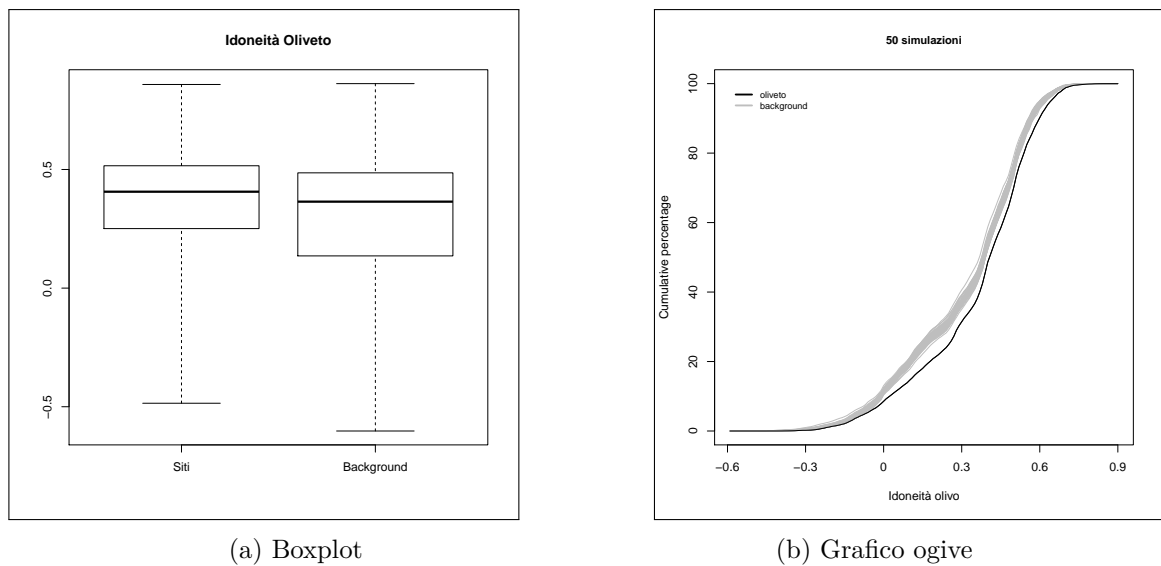 Idoneità Oliveto
0.5
0.0
−0.5
Siti Background
(a) Boxplot
50 simulazioni
oliveto
background
Cumulative percentage
100
80
60
40
20
0
−0.6 −0.3 0 0.3 0.6 0.9
Idoneità olivo
(b) Grafico ogive